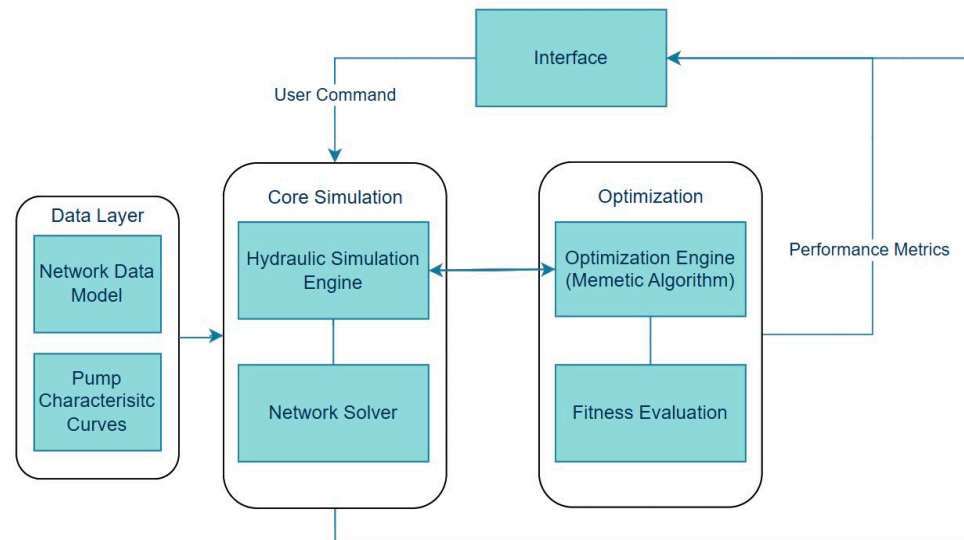 Interface
User Command
Core Simulation
Optimization
Data Layer
Network Data
Model
Hydraulic Simulation
Engine
Optimization Engine
(Memetic Algorithm)
Performance Metrics
Pump
Characterisitc
Curves
Network Solver
Fitness Evaluation